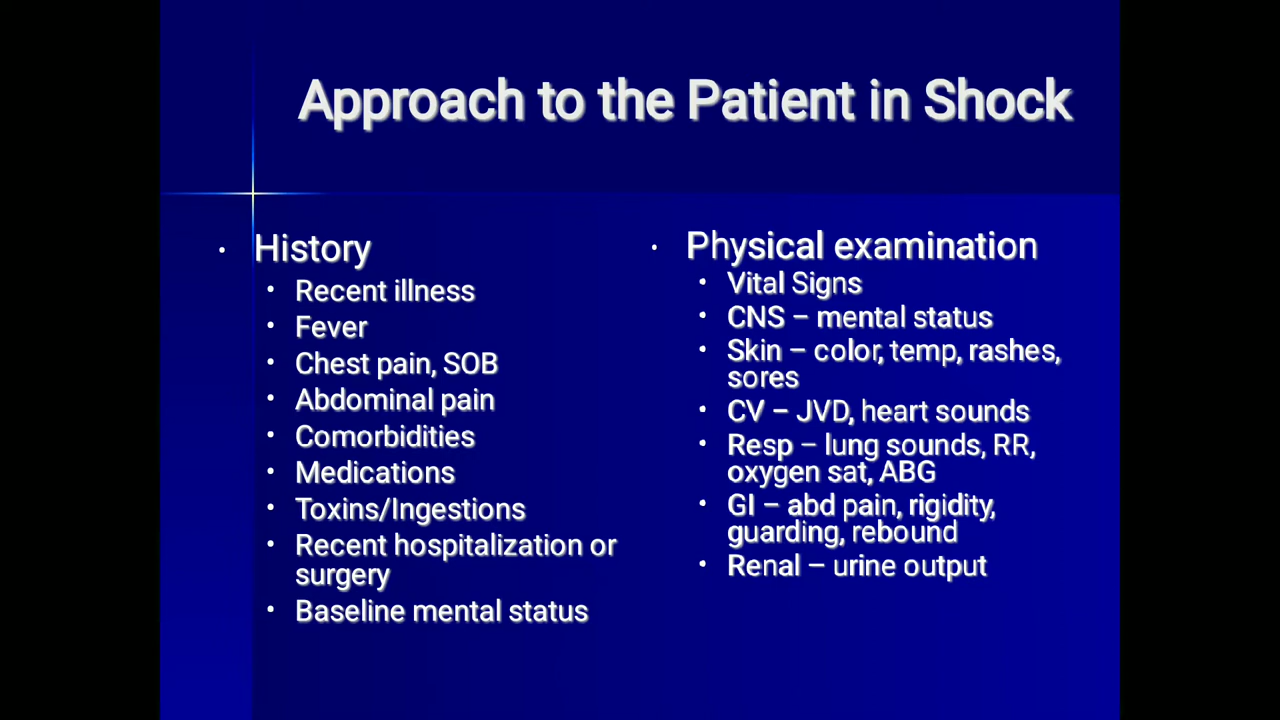 Approach to the Patient in Shock
• History
• Recent illness
• Fever
• Chest pain, SOB
• Abdominal pain
• Comorbidities
• Medications
• Toxins/Ingestions
• Recent hospitalization or
surgery
• Baseline mental status
• Physical examination
• Vital Signs
• CNS – mental status
• Skin – color, temp, rashes,
sores
• CV – JVD, heart sounds
• Resp – lung sounds, RR,
oxygen sat, ABG
• GI – abd pain, rigidity,
guarding, rebound
• Renal – urine output